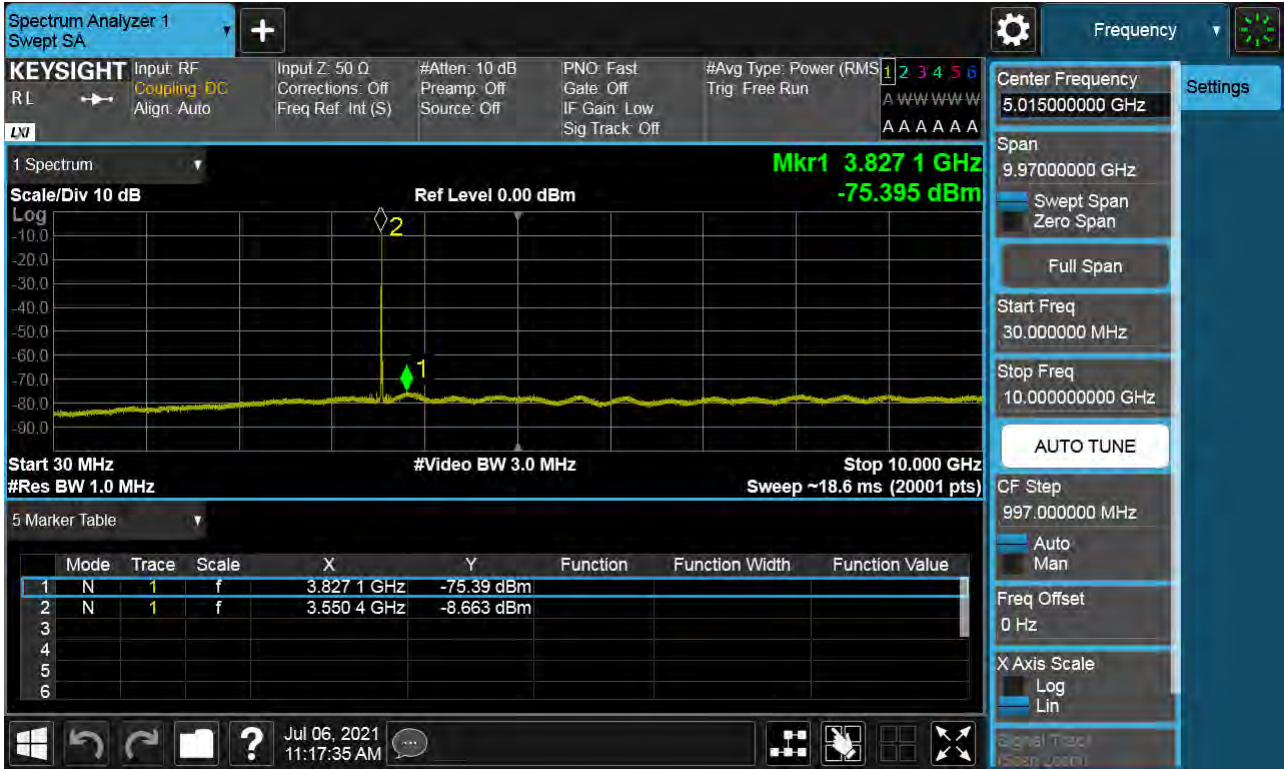 Spectrum Analyzer 1
Swept SA
+
Frequency
KEYSIGHT
Input: RF
Input Z: 50 Ω
#Atten: 10 dB
PNO: Fast
#Avg Type: Power (RMS
1 2 3 4 5 6
R L
Coupling: DC
Corrections: Off
Preamp: Off
Gate: Off
Trig: Free Run
A W W W W W
Align: Auto
Freq Ref: Int (S)
Source: Off
IF Gain: Low
Sig Track: Off
A A A A A A
LXI
Center Frequency
5.015000000 GHz
Settings
Span
9.97000000 GHz
Swept Span
Zero Span
Full Span
Start Freq
30.000000 MHz
Stop Freq
10.000000000 GHz
AUTO TUNE
CF Step
997.000000 MHz
Auto
Man
Freq Offset
0 Hz
X Axis Scale
Log
Lin
Signal Track
(Span Zoom)
1 Spectrum
Mkr1 3.827 1 GHz
-75.395 dBm
Scale/Div 10 dB
Ref Level 0.00 dBm
Log
-10.0
-20.0
-30.0
-40.0
-50.0
-60.0
-70.0
-80.0
-90.0
2
1
Start 30 MHz
#Video BW 3.0 MHz
Stop 10.000 GHz
#Res BW 1.0 MHz
Sweep ~18.6 ms (20001 pts)
5 Marker Table
Mode Trace Scale X Y Function Function Width Function Value
1 N 1 f 3.827 1 GHz -75.39 dBm
2 N 1 f 3.550 4 GHz -8.663 dBm
3
4
5
6
?
Jul 06, 2021
11:17:35 AM